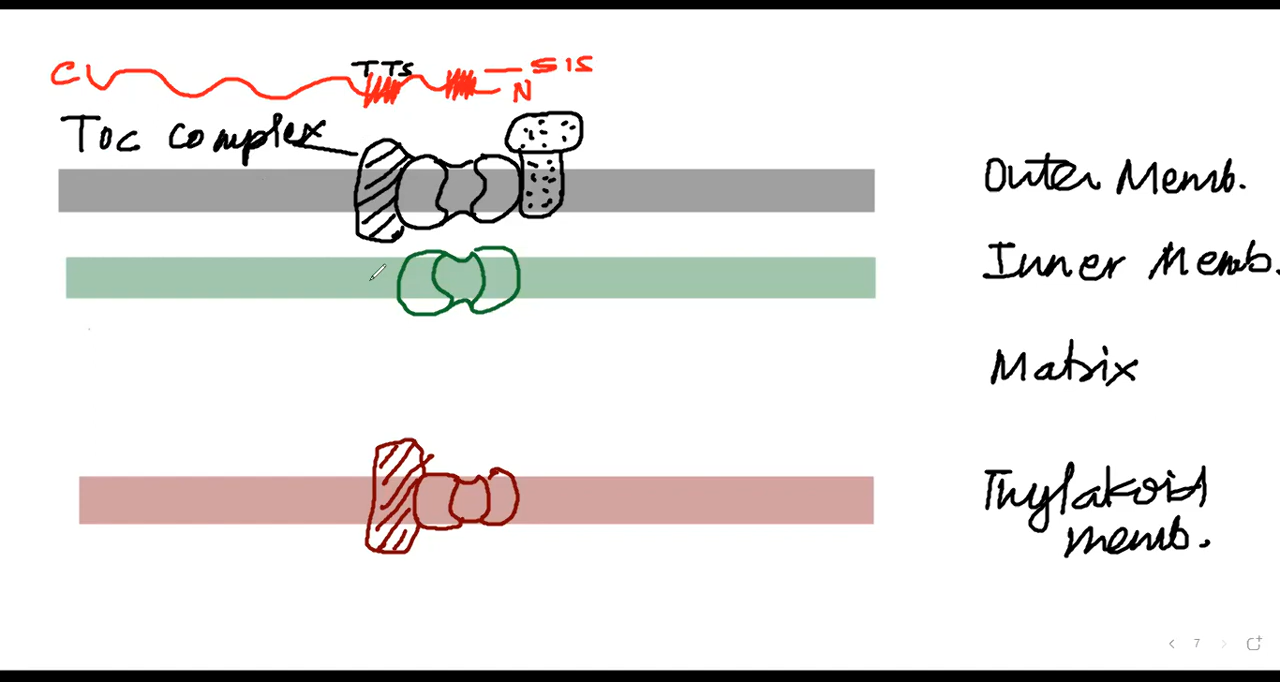 C
TTS
SIS
N
Toc complex
Outer Memb.
Inner Memb.
Matrix
Thylakoid
memb.
7